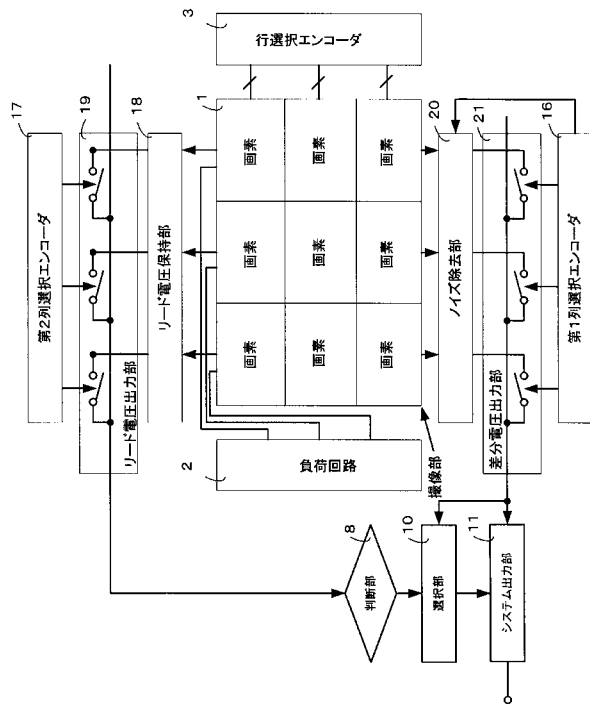 17
第2列選択エンコーダ
19
リード電圧出力部
18
リード電圧保持部
3
行選択エンコーダ
1
画素 画素 画素
画素 画素 画素
画素 画素 画素
2
負荷回路
撮像部
20
ノイズ除去部
21
差分電圧出力部
16
第1列選択エンコーダ
8
判断部
10
選択部
11
システム出力部